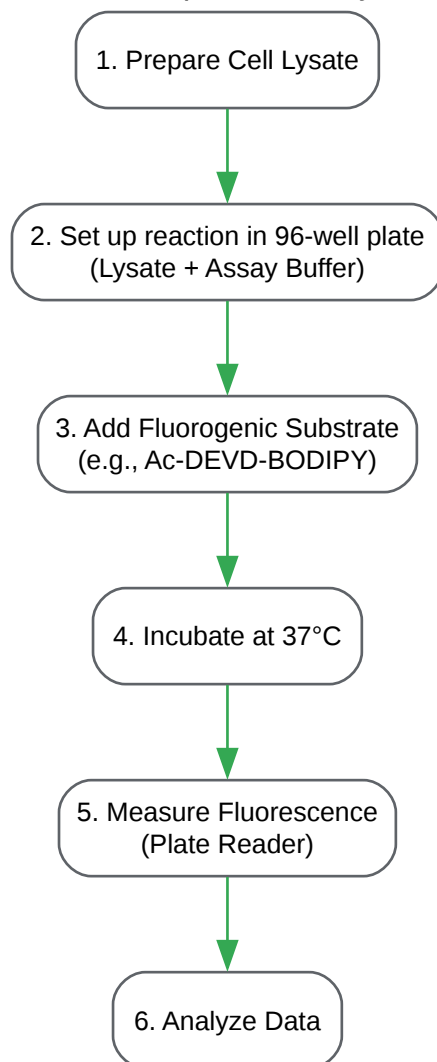 1. Prepare Cell Lysate
2. Set up reaction in 96-well plate
(Lysate + Assay Buffer)
3. Add Fluorogenic Substrate
(e.g., Ac-DEVD-BODIPY)
4. Incubate at 37°C
5. Measure Fluorescence
(Plate Reader)
6. Analyze Data